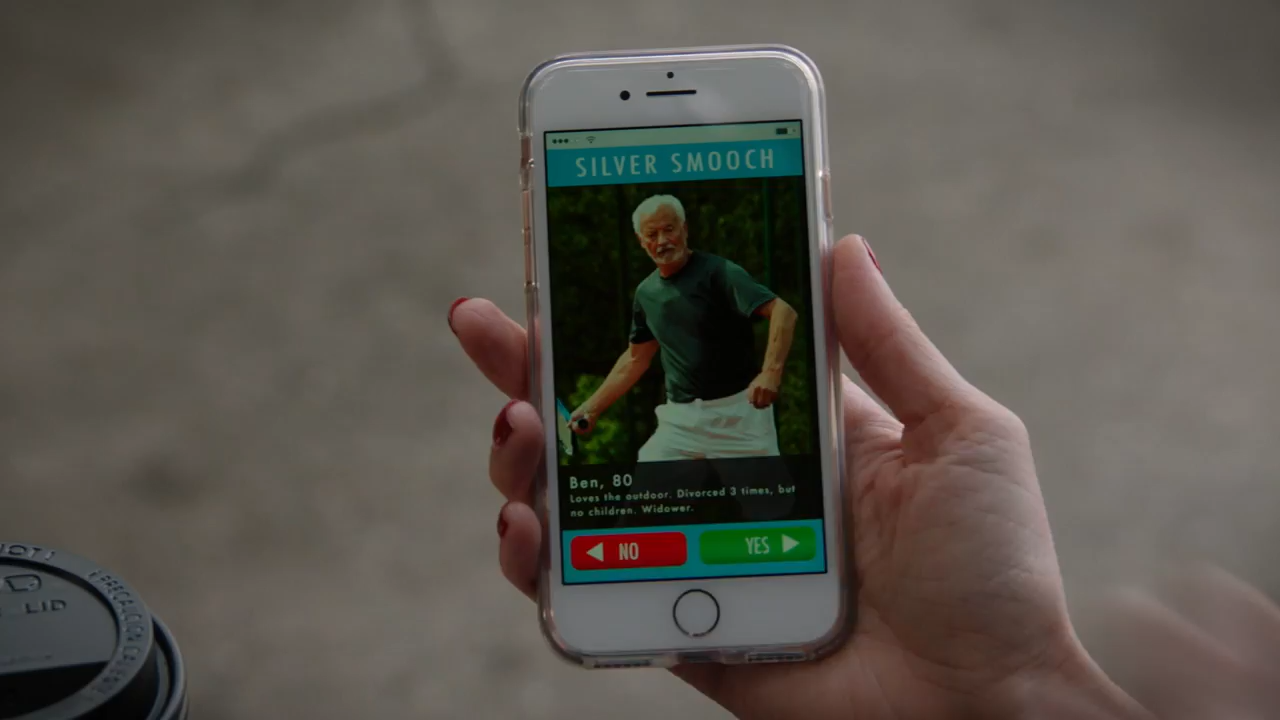 SILVER SMOOCH
Ben, 80
Loves the outdoor. Divorced 3 times, but
no children. Widower.
NO
YES
LID